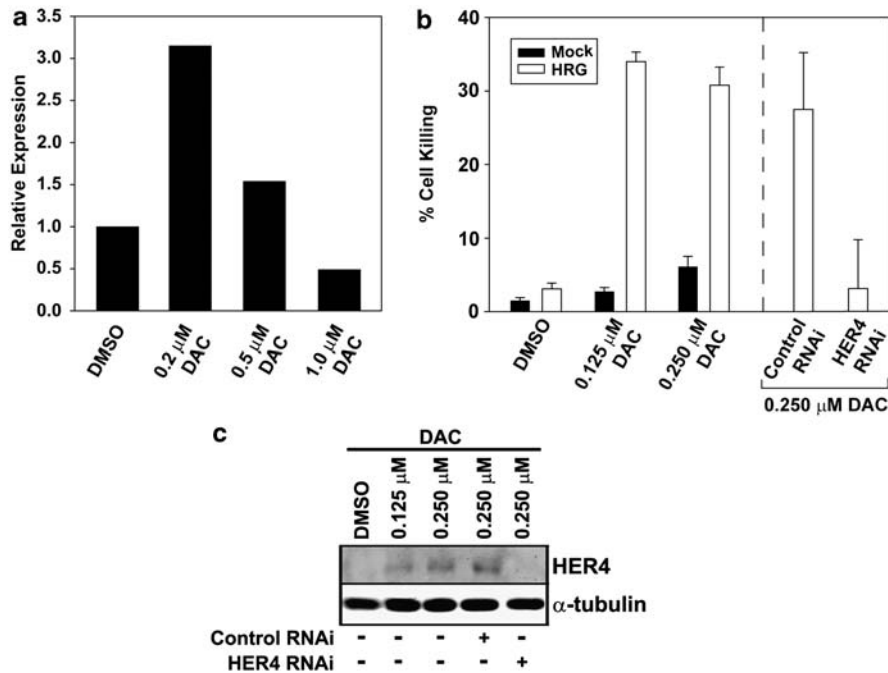 a
3.5
3.0
2.5
2.0
1.5
1.0
0.5
0.0
Relative Expression
DMSO
0.2 µM DAC
0.5 µM DAC
1.0 µM DAC
b
40
30
20
10
0
% Cell Killing
Mock
HRG
DMSO
0.125 µM DAC
0.250 µM DAC
Control RNAi
HER4 RNAi
0.250 µM DAC
c
DAC
DMSO
0.125 µM
0.250 µM
0.250 µM
0.250 µM
HER4
α-tubulin
Control RNAi - - - + -
HER4 RNAi - - - - +